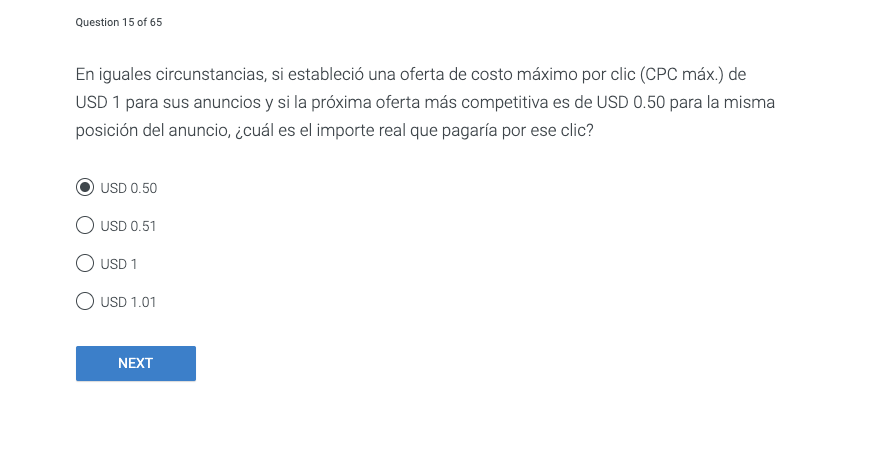 Question 15 of 65
En iguales circunstancias, si estableció una oferta de costo máximo por clic (CPC máx.) de
USD 1 para sus anuncios y si la próxima oferta más competitiva es de USD 0.50 para la misma
posición del anuncio, ¿cuál es el importe real que pagaría por ese clic?
USD 0.50
USD 0.51
USD 1
USD 1.01
NEXT